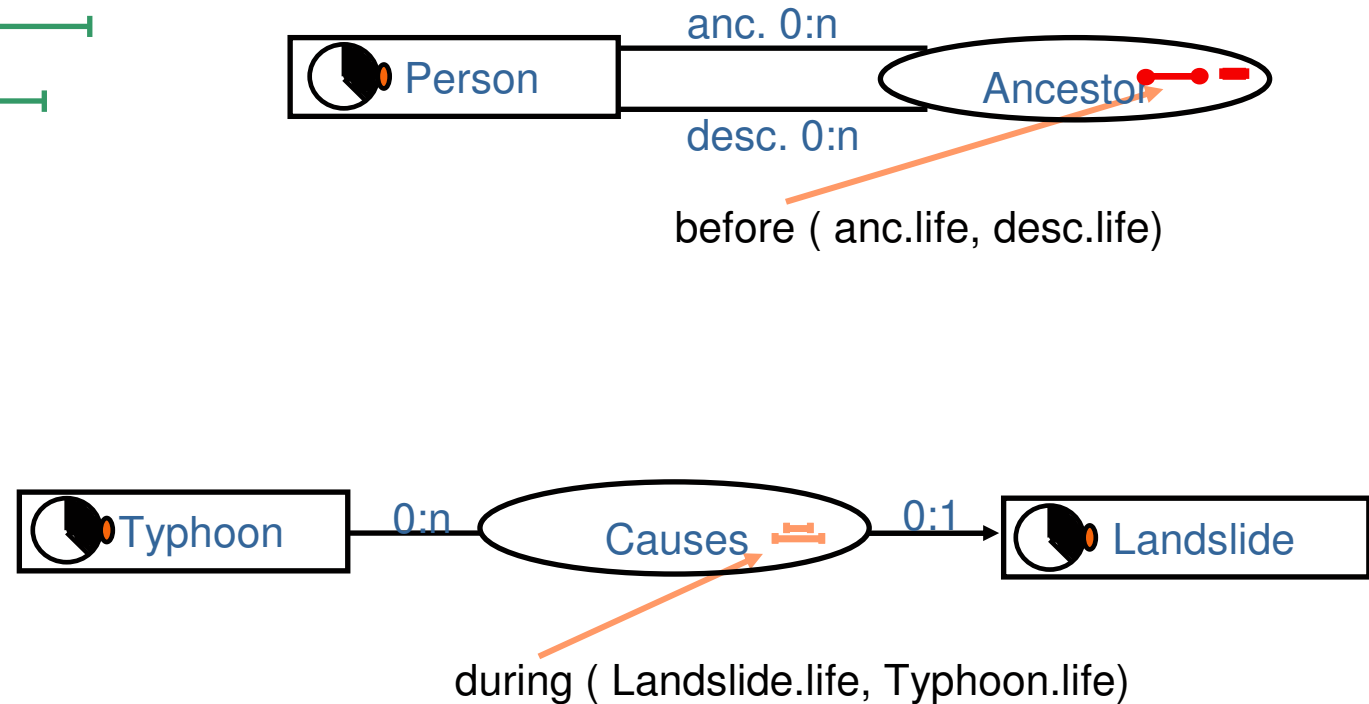 anc. 0:n
Person
Ancestor
desc. 0:n
before ( anc.life, desc.life)
Typhoon
0:n
Causes
0:1
Landslide
during ( Landslide.life, Typhoon.life)